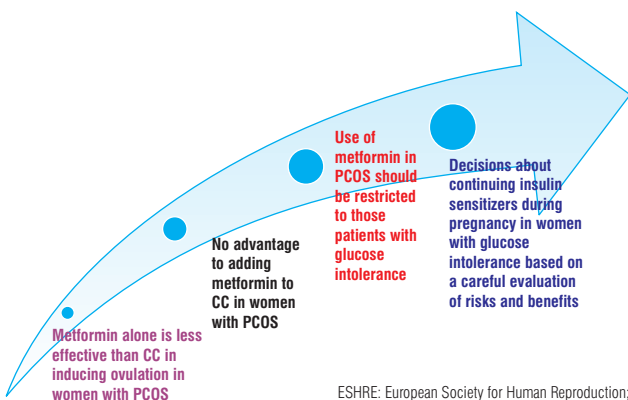 Metformin alone is less
effective than CC in
inducing ovulation in
women with PCOS
No advantage
to adding
metformin to
CC in women
with PCOS
Use of
metformin in
PCOS should
be restricted
to those
patients with
glucose
intolerance
Decisions about
continuing insulin
sensitizers during
pregnancy in women
with glucose
intolerance based on
a careful evaluation
of risks and benefits
ESHRE: European Society for Human Reproduction;